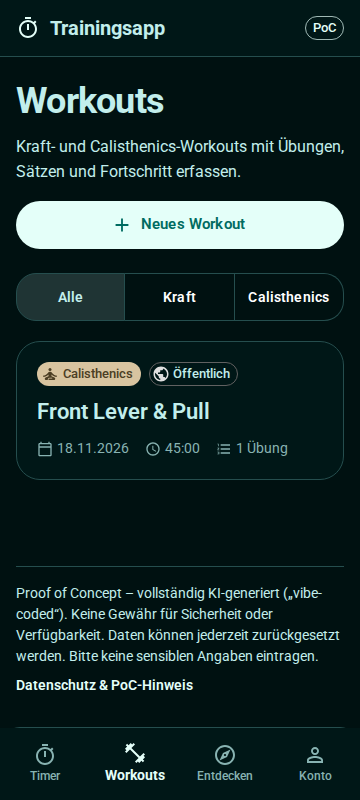 Trainingsapp
PoC
Workouts
Kraft- und Calisthenics-Workouts mit Übungen,
Sätzen und Fortschritt erfassen.
Neues Workout
Alle Kraft Calisthenics
Calisthenics Öffentlich
Front Lever & Pull
18.11.2026 45:00 1 Übung
Proof of Concept – vollständig KI-generiert („vibe-
coded“). Keine Gewähr für Sicherheit oder
Verfügbarkeit. Daten können jederzeit zurückgesetzt
werden. Bitte keine sensiblen Angaben eintragen.
Datenschutz & PoC-Hinweis
Timer Workouts Entdecken Konto